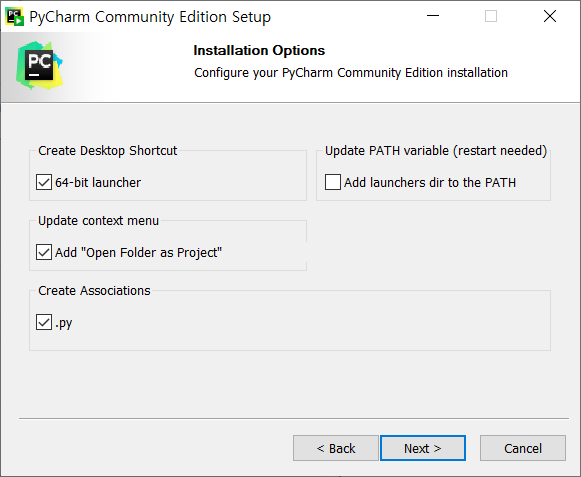 PyCharm Community Edition Setup
PC
Installation Options
Configure your PyCharm Community Edition installation
Create Desktop Shortcut
64-bit launcher
Update PATH variable (restart needed)
Add launchers dir to the PATH
Update context menu
Add "Open Folder as Project"
Create Associations
.py
< Back
Next >
Cancel